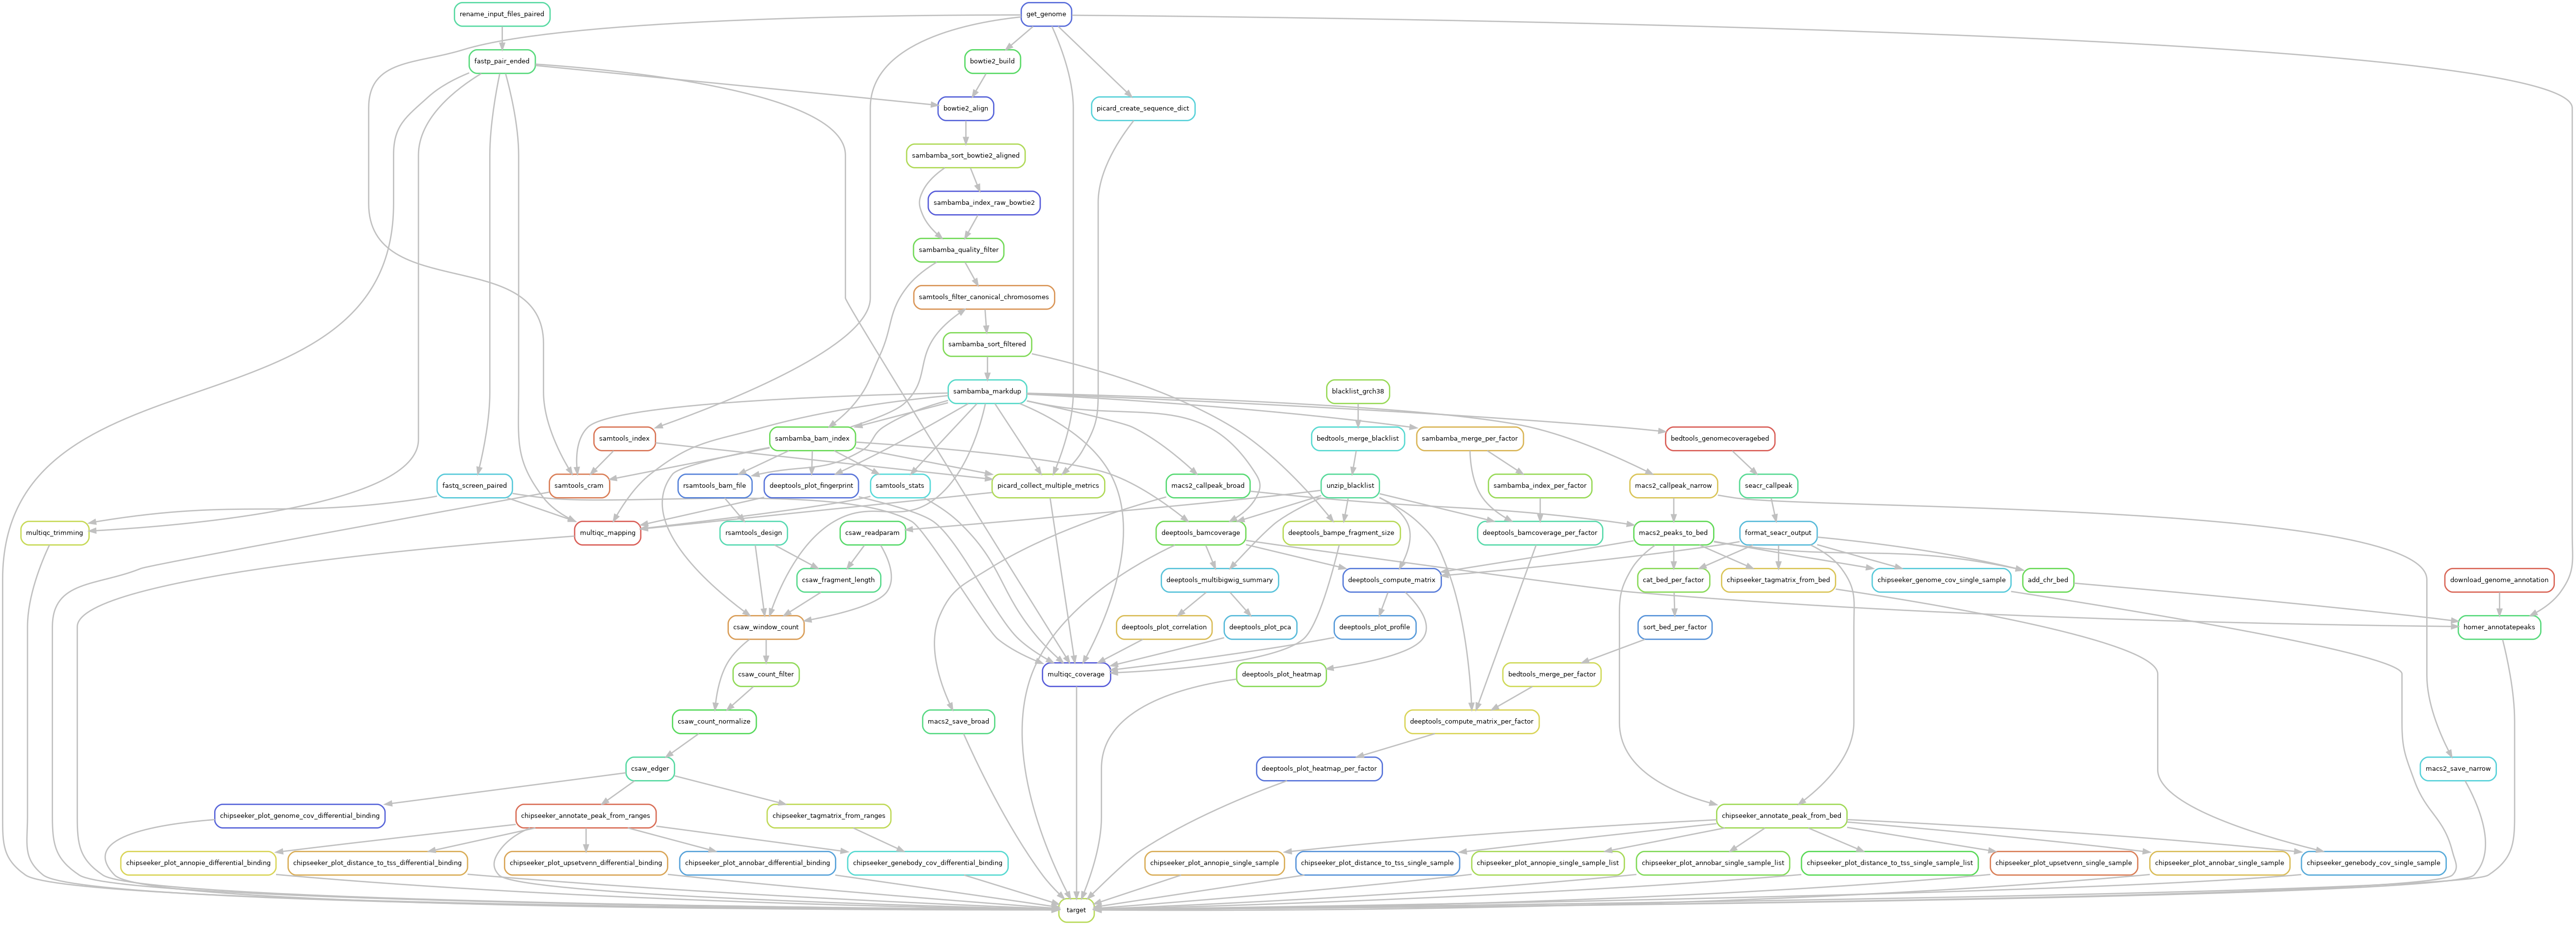 rename_input_files_paired
get_genome
fastp_pair_ended
bowtie2_build
bowtie2_align
picard_create_sequence_dict
sambamba_sort_bowtie2_aligned
sambamba_index_raw_bowtie2
sambamba_quality_filter
samtools_filter_canonical_chromosomes
sambamba_sort_filtered
sambamba_markdup
blacklist_grch38
samtools_index
sambamba_bam_index
bedtools_merge_blacklist
sambamba_merge_per_factor
bedtools_genomecoveragebed
fastq_screen_paired
samtools_cram
rsamtools_bam_file
deeptools_plot_fingerprint
samtools_stats
picard_collect_multiple_metrics
macs2_callpeak_broad
unzip_blacklist
sambamba_index_per_factor
macs2_callpeak_narrow
seacr_callpeak
multiqc_trimming
multiqc_mapping
rsamtools_design
csaw_readparam
deeptools_bamcoverage
deeptools_bampe_fragment_size
deeptools_bamcoverage_per_factor
macs2_peaks_to_bed
format_seacr_output
csaw_fragment_length
deeptools_multibigwig_summary
deeptools_compute_matrix
cat_bed_per_factor
chipseeker_tagmatrix_from_bed
chipseeker_genome_cov_single_sample
add_chr_bed
download_genome_annotation
csaw_window_count
deeptools_plot_correlation
deeptools_plot_pca
deeptools_plot_profile
sort_bed_per_factor
homer_annotatepeaks
csaw_count_filter
multiqc_coverage
deeptools_plot_heatmap
bedtools_merge_per_factor
csaw_count_normalize
macs2_save_broad
deeptools_compute_matrix_per_factor
csaw_edger
deeptools_plot_heatmap_per_factor
macs2_save_narrow
chipseeker_plot_genome_cov_differential_binding
chipseeker_annotate_peak_from_ranges
chipseeker_tagmatrix_from_ranges
chipseeker_annotate_peak_from_bed
chipseeker_plot_annopie_differential_binding
chipseeker_plot_distance_to_tss_differential_binding
chipseeker_plot_upsetvenn_differential_binding
chipseeker_plot_annobar_differential_binding
chipseeker_genebody_cov_differential_binding
chipseeker_plot_annopie_single_sample
chipseeker_plot_distance_to_tss_single_sample
chipseeker_plot_annopie_single_sample_list
chipseeker_plot_annobar_single_sample_list
chipseeker_plot_distance_to_tss_single_sample_list
chipseeker_plot_upsetvenn_single_sample
chipseeker_plot_annobar_single_sample
chipseeker_genebody_cov_single_sample
target